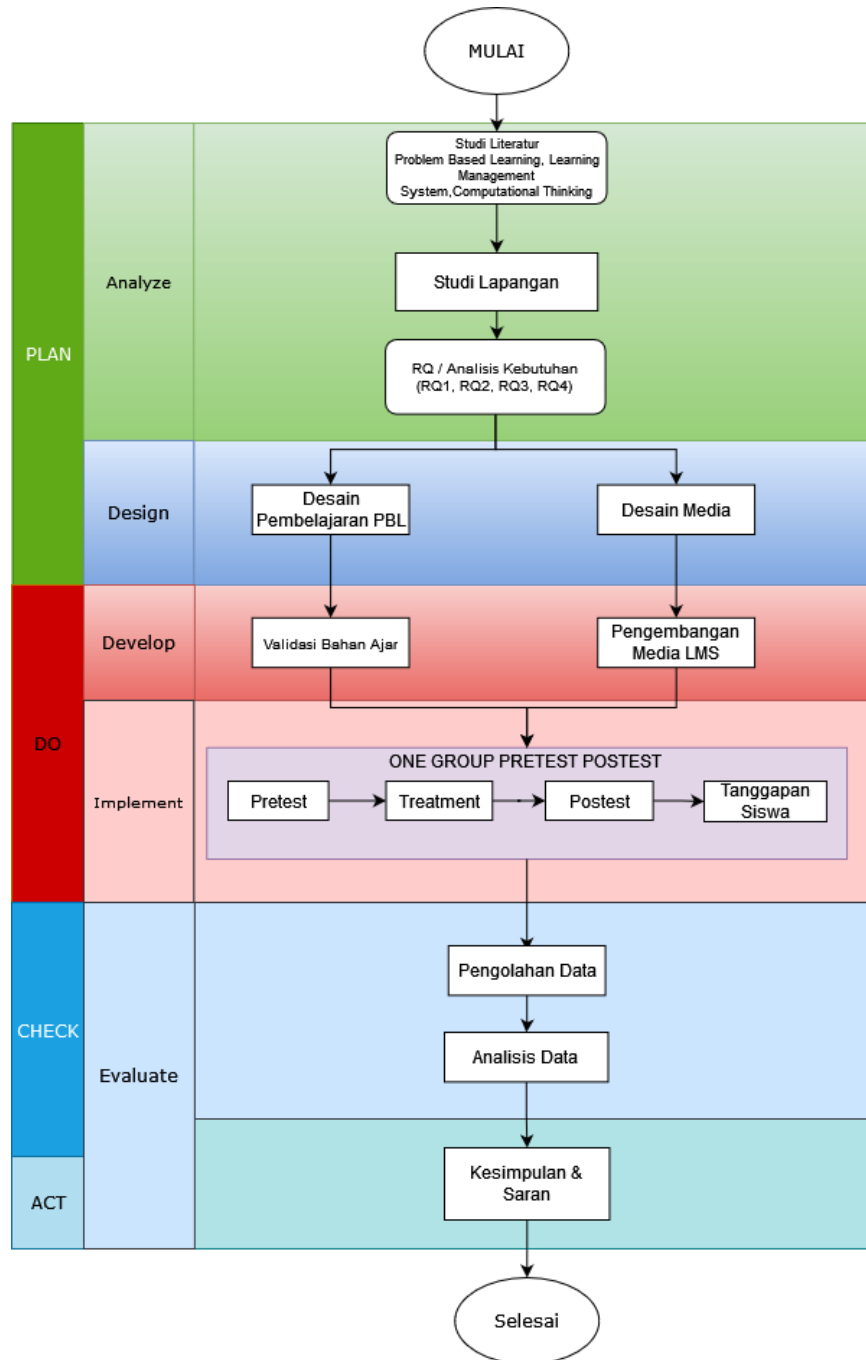 MULAI
PLAN
Analyze
Studi Literatur
Problem Based Learning, Learning
Management
System,Computational Thinking
Studi Lapangan
RQ / Analisis Kebutuhan
(RQ1, RQ2, RQ3, RQ4)
Design
Desain
Pembelajaran PBL
Desain Media
DO
Develop
Validasi Bahan Ajar
Pengembangan
Media LMS
Implement
ONE GROUP PRETEST POSTEST
Pretest
Treatment
Postest
Tanggapan
Siswa
CHECK
Evaluate
Pengolahan Data
Analisis Data
ACT
Kesimpulan &
Saran
Selesai